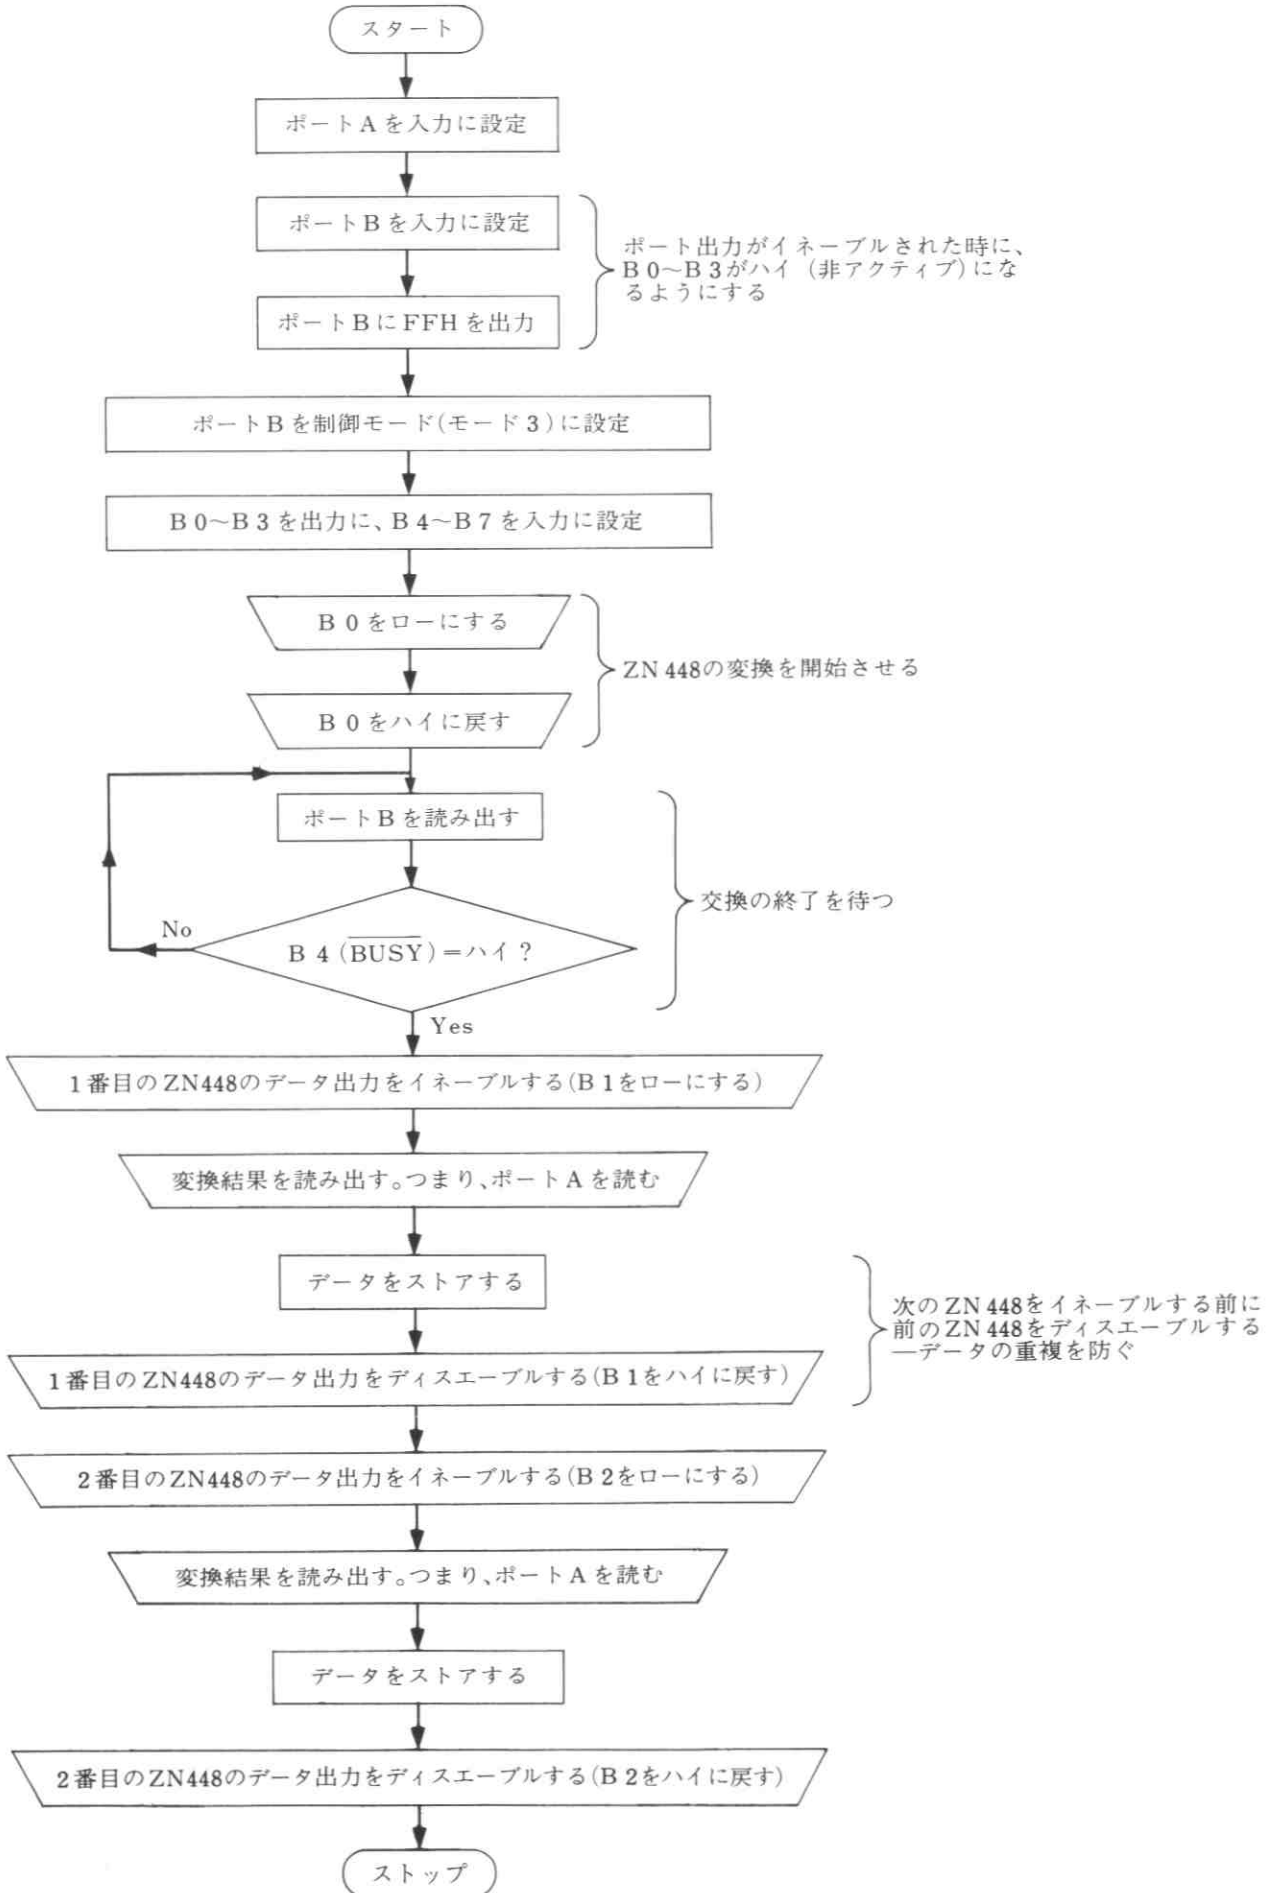 スタート
ポートAを入力に設定
ポートBを入力に設定
ポートBにFFHを出力
ポート出力がイネーブルされた時に、
B0~B3がハイ(非アクティブ)にな
るようにする
ポートBを制御モード(モード3)に設定
B0~B3を出力に、B4~B7を入力に設定
B0をローにする
B0をハイに戻す
ZN448の変換を開始させる
ポートBを読み出す
交換の終了を待つ
No
B4(B̅U̅S̅Y̅)=ハイ?
Yes
1番目のZN448のデータ出力をイネーブルする(B1をローにする)
変換結果を読み出す。つまり、ポートAを読む
データをストアする
次のZN448をイネーブルする前に
前のZN448をディスエーブルする
—データの重複を防ぐ
1番目のZN448のデータ出力をディスエーブルする(B1をハイに戻す)
2番目のZN448のデータ出力をイネーブルする(B2をローにする)
変換結果を読み出す。つまり、ポートAを読む
データをストアする
2番目のZN448のデータ出力をディスエーブルする(B2をハイに戻す)
ストップ